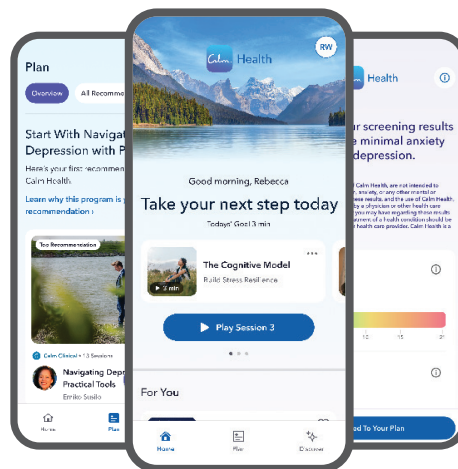 Plan
Overview
All Recomme
Start With Navigat
Depression with P
Here's your first recommen
Calm Health.
Learn why this program is y
recommendation ›
Top Recommendation
Calm Clinical • 13 Sessions
Navigating Depr
Practical Tools
Emiko Susilo
Home
Plan
Calm Health
RW
Good morning, Rebecca
Take your next step today
Todays' Goal 3 min
3 min
The Cognitive Model
Build Stress Resilience
Play Session 3
For You
Home
Plan
Discover
Health
r screening results
e minimal anxiety
depression.
Calm Health, are not intended to
, anxiety, or any other mental or
hese results, and the use of Calm Health,
by a physician or other health care
you may have regarding these results
atment of a health condition should be
health care provider. Calm Health is a
10
15
21
ed To Your Plan